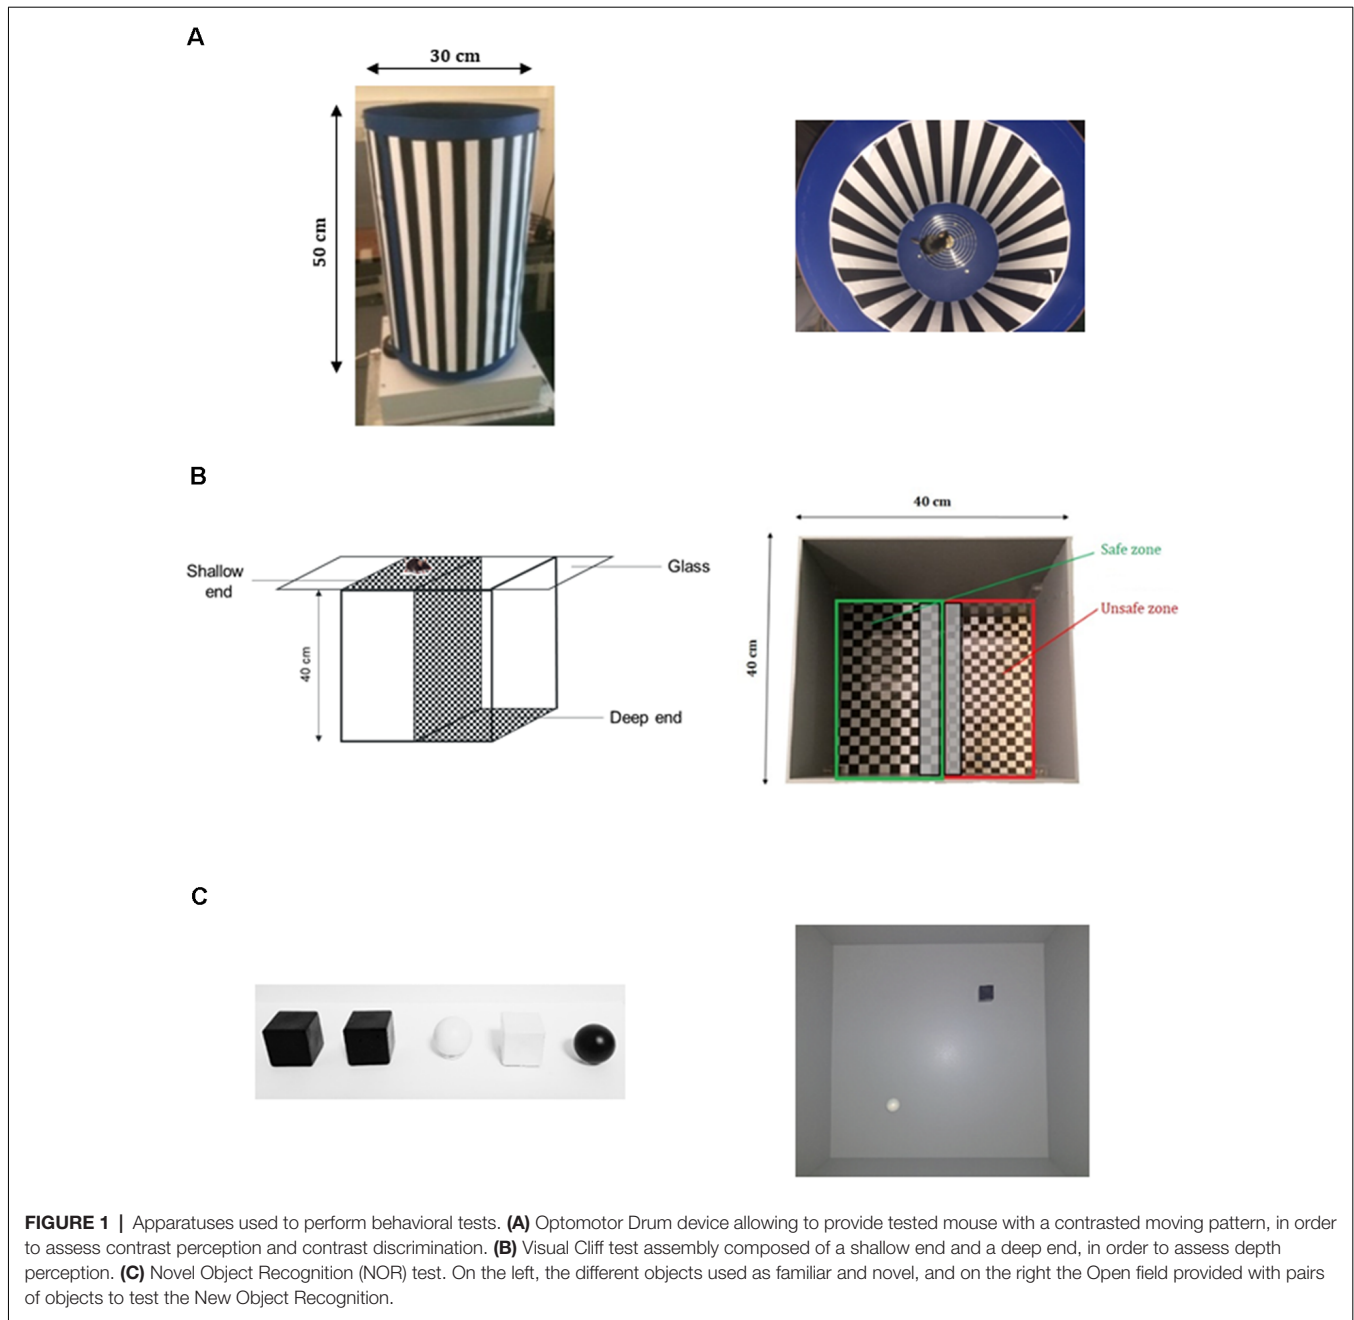 A
30 cm
50 cm
B
40 cm
Shallow
end
Glass
Safe zone
Unsafe zone
40 cm
40 cm
Deep end
C
FIGURE 1 | Apparatuses used to perform behavioral tests. (A) Optomotor Drum device allowing to provide tested mouse with a contrasted moving pattern, in order
to assess contrast perception and contrast discrimination. (B) Visual Cliff test assembly composed of a shallow end and a deep end, in order to assess depth
perception. (C) Novel Object Recognition (NOR) test. On the left, the different objects used as familiar and novel, and on the right the Open field provided with pairs
of objects to test the New Object Recognition.